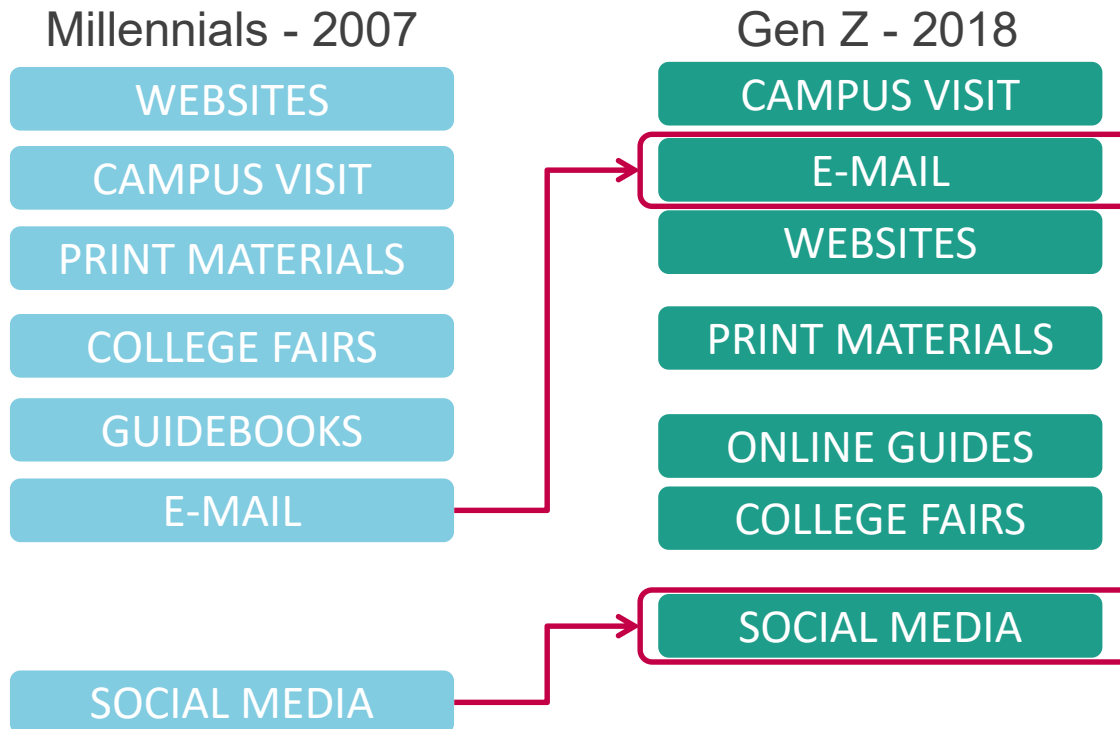 Millennials - 2007
WEBSITES
CAMPUS VISIT
PRINT MATERIALS
COLLEGE FAIRS
GUIDEBOOKS
E-MAIL
SOCIAL MEDIA
Gen Z - 2018
CAMPUS VISIT
E-MAIL
WEBSITES
PRINT MATERIALS
ONLINE GUIDES
COLLEGE FAIRS
SOCIAL MEDIA